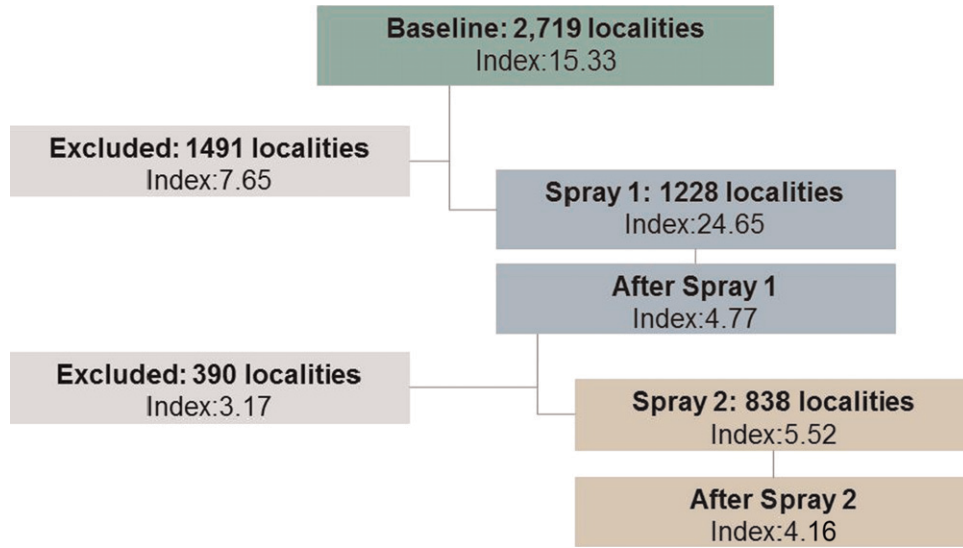 Baseline: 2,719 localities
Index:15.33
Excluded: 1491 localities
Index:7.65
Spray 1: 1228 localities
Index:24.65
After Spray 1
Index:4.77
Excluded: 390 localities
Index:3.17
Spray 2: 838 localities
Index:5.52
After Spray 2
Index:4.16